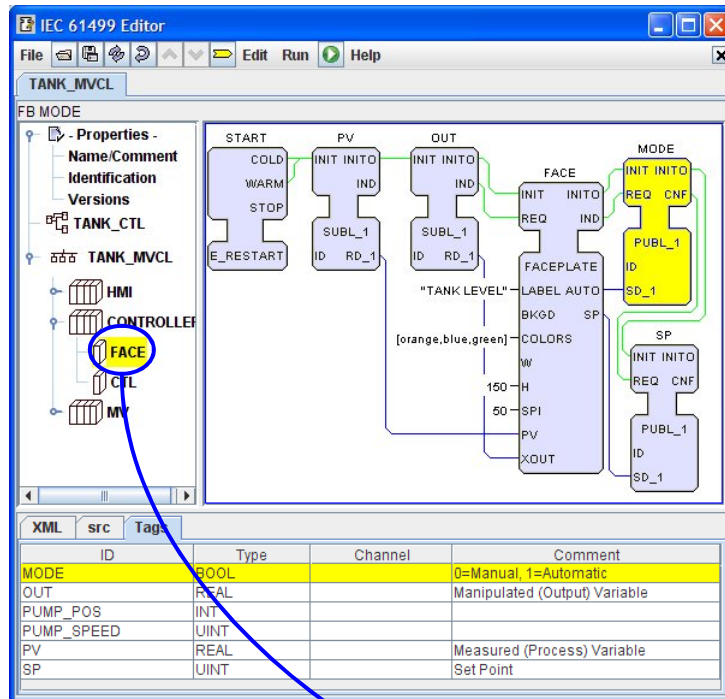 IEC 61499 Editor
File Edit Run Help
TANK_MVCL
FB MODE
- Properties -
Name/Comment
Identification
Versions
TANK_CTL
TANK_MVCL
HMI
CONTROLLER
FACE
CTL
MV
START
COLD
WARM
STOP
E_RESTART
PV
INIT INITO
IND
SUBL_1
ID RD_1
OUT
INIT INITO
IND
SUBL_1
ID RD_1
FACE
INIT INITO
REQ IND
FACEPLATE
"TANK LEVEL" LABEL AUTO
BKGD SP
[orange,blue,green] COLORS
W
150 H
50 SPI
PV
XOUT
MODE
INIT INITO
REQ CNF
PUBL_1
ID
SD_1
SP
INIT INITO
REQ CNF
PUBL_1
ID
SD_1
XML src Tags
ID Type Channel Comment
MODE BOOL 0=Manual, 1=Automatic
OUT REAL Manipulated (Output) Variable
PUMP_POS INT
PUMP_SPEED UINT
PV REAL Measured (Process) Variable
SP UINT Set Point